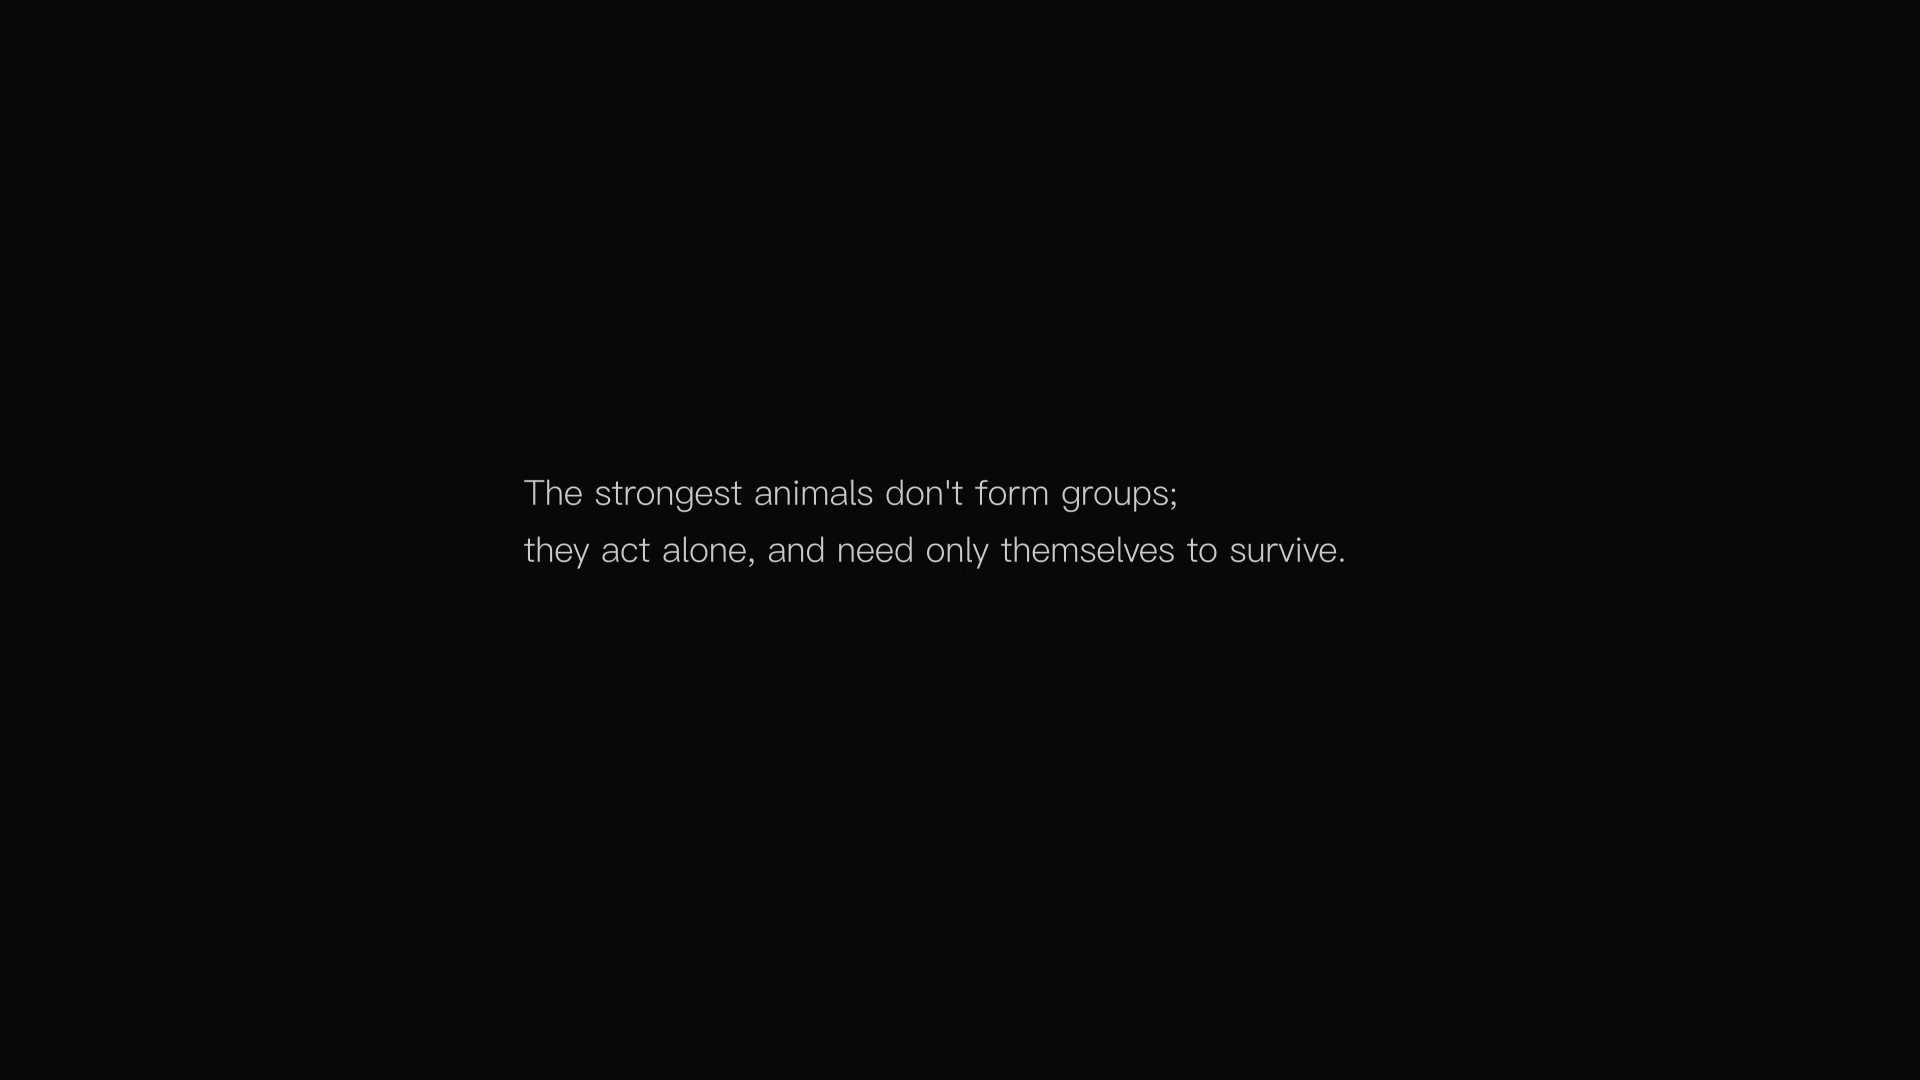 The strongest animals don't form groups;
they act alone, and need only themselves to survive.